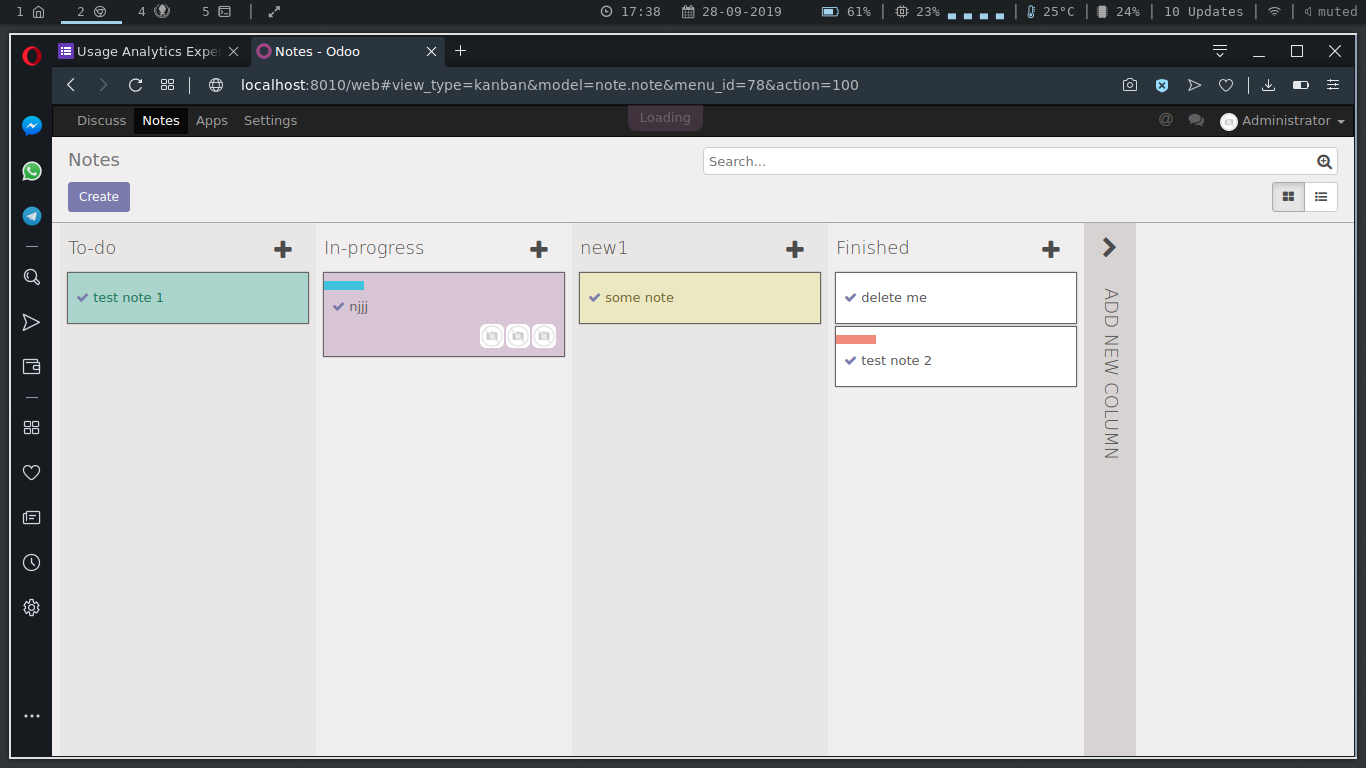 1 2 4 5 17:38 28-09-2019 61% 23% 25°C 24% 10 Updates muted
Usage Analytics Expe Notes - Odoo
localhost:8010/web#view_type=kanban&model=note.note&menu_id=78&action=100
Discuss Notes Apps Settings Loading @ Administrator
Notes Search...
Create
To-do In-progress new1 Finished
test note 1 njjj some note delete me
test note 2
ADD NEW COLUMN